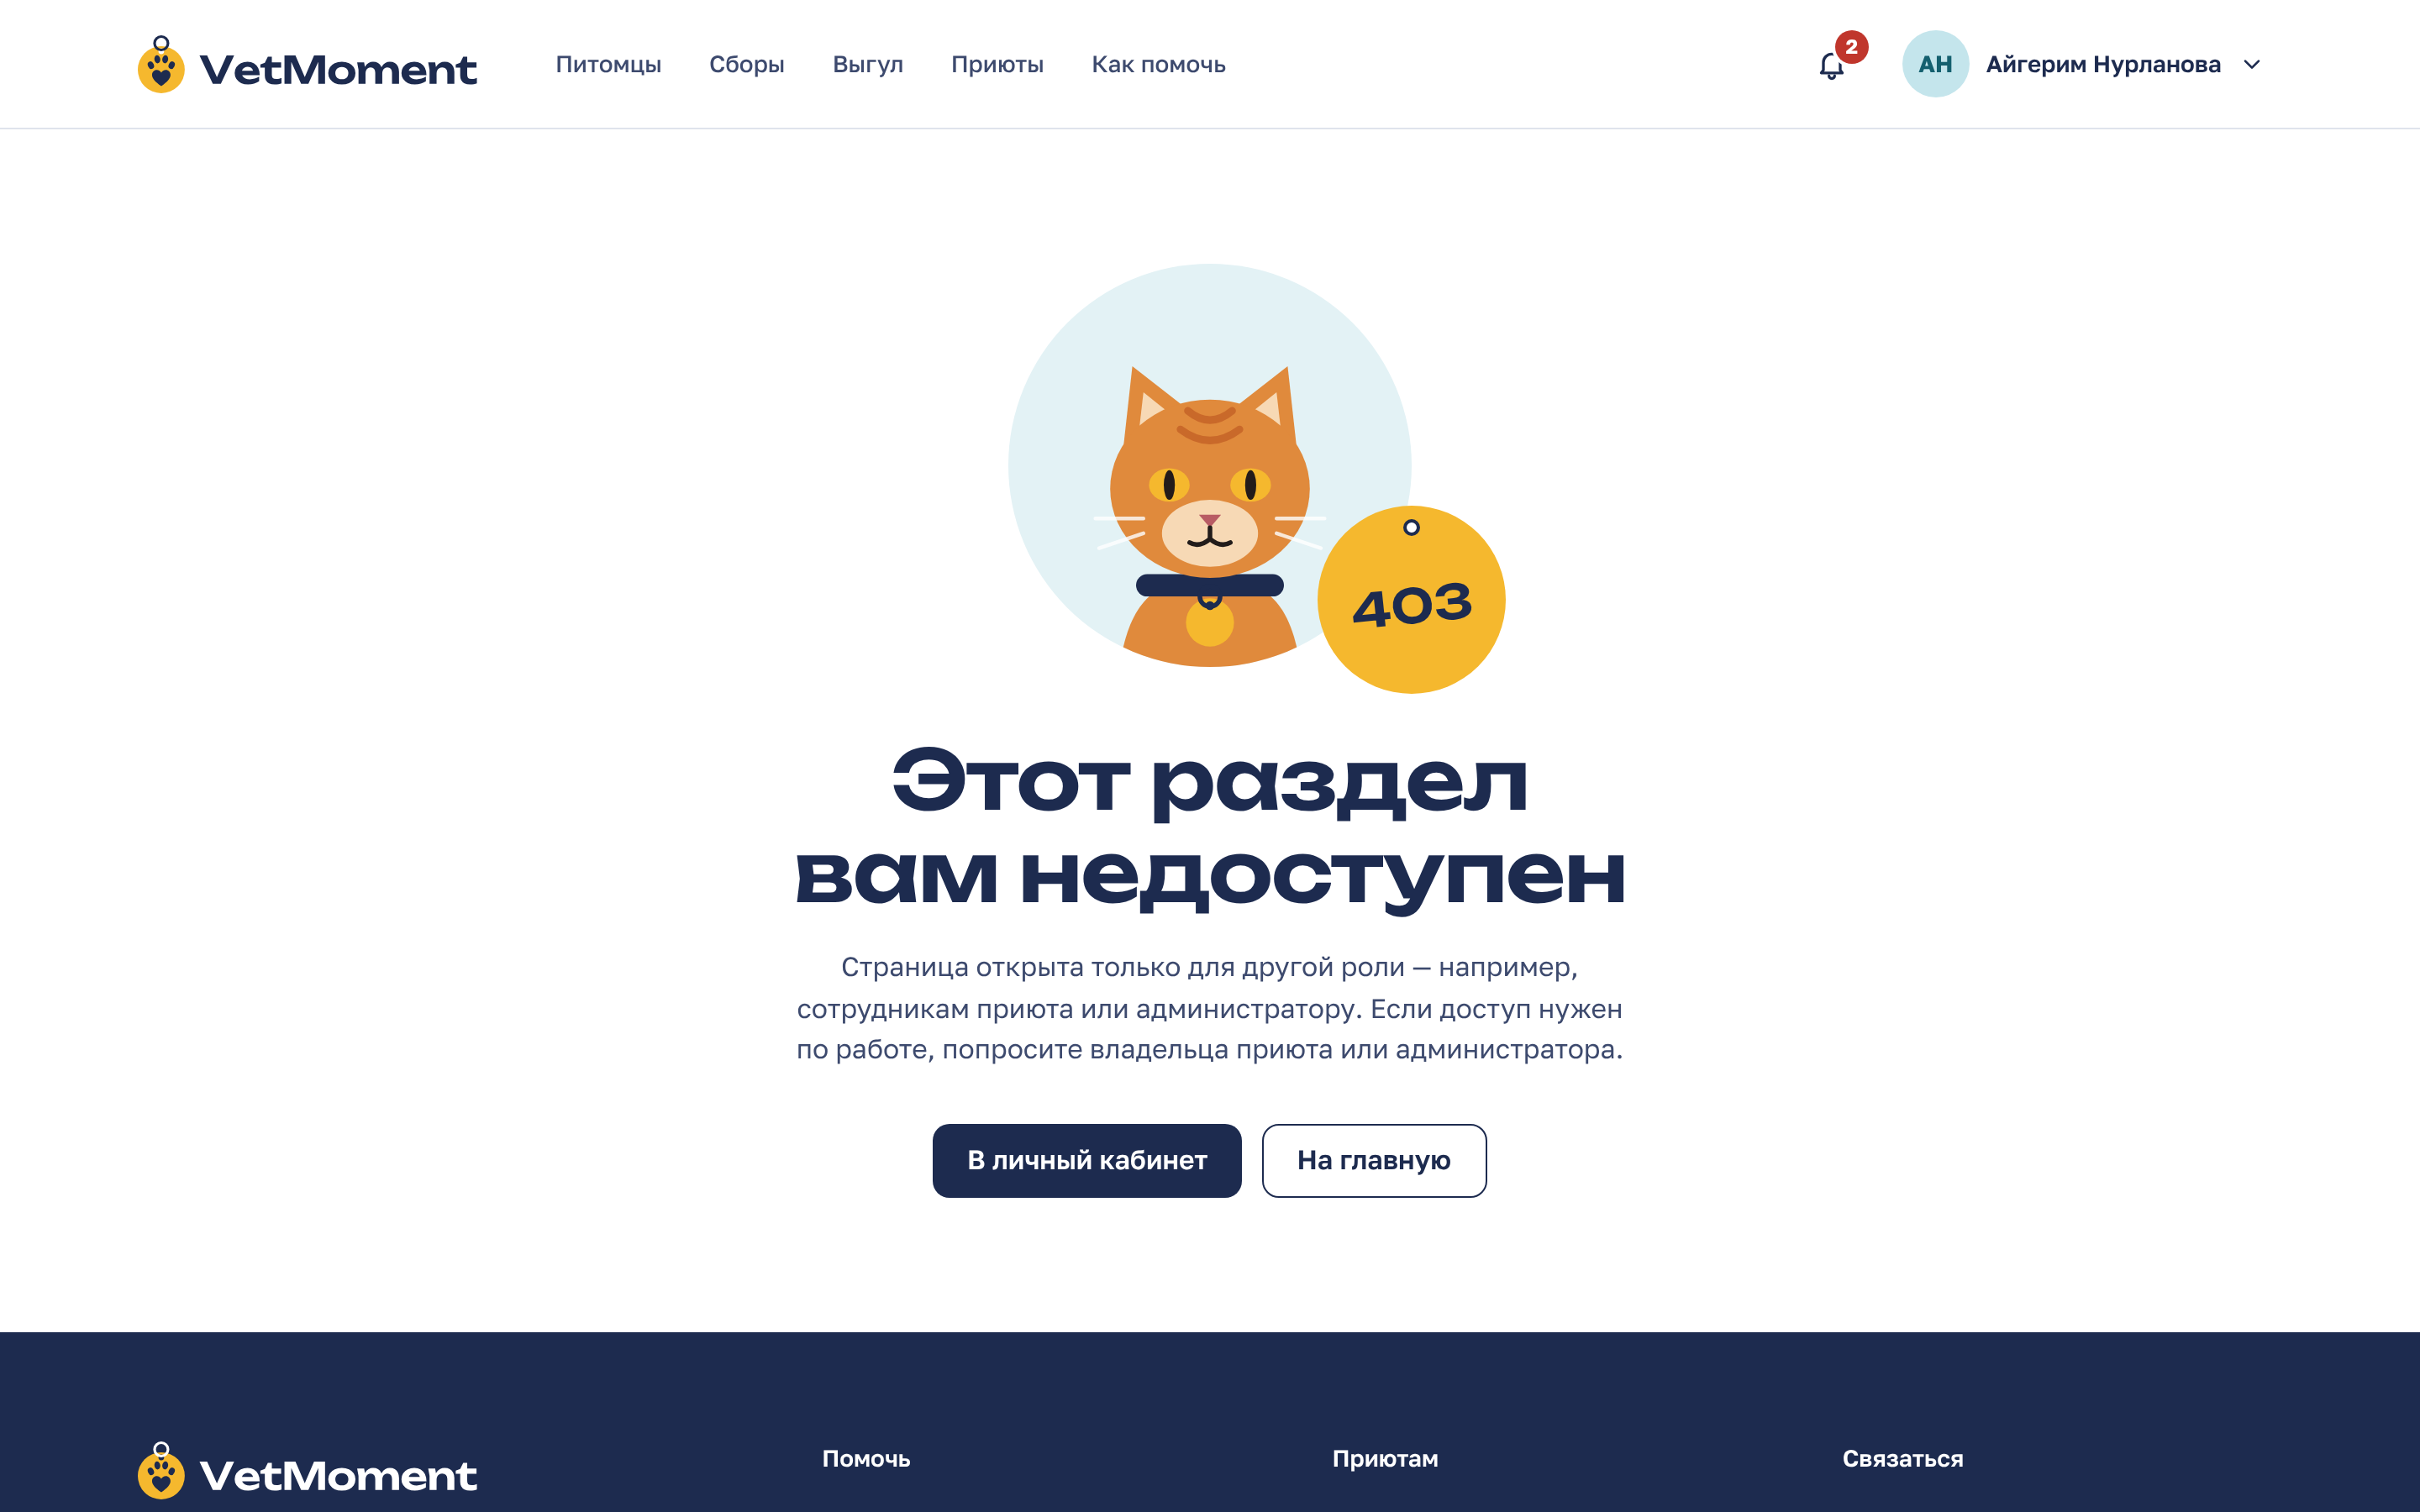 VetMoment
Питомцы
Сборы
Выгул
Приюты
Как помочь
2
АН
Айгерим Нурланова
403
Этот раздел
вам недоступен
Страница открыта только для другой роли — например,
сотрудникам приюта или администратору. Если доступ нужен
по работе, попросите владельца приюта или администратора.
В личный кабинет
На главную
VetMoment
Помочь
Приютам
Связаться